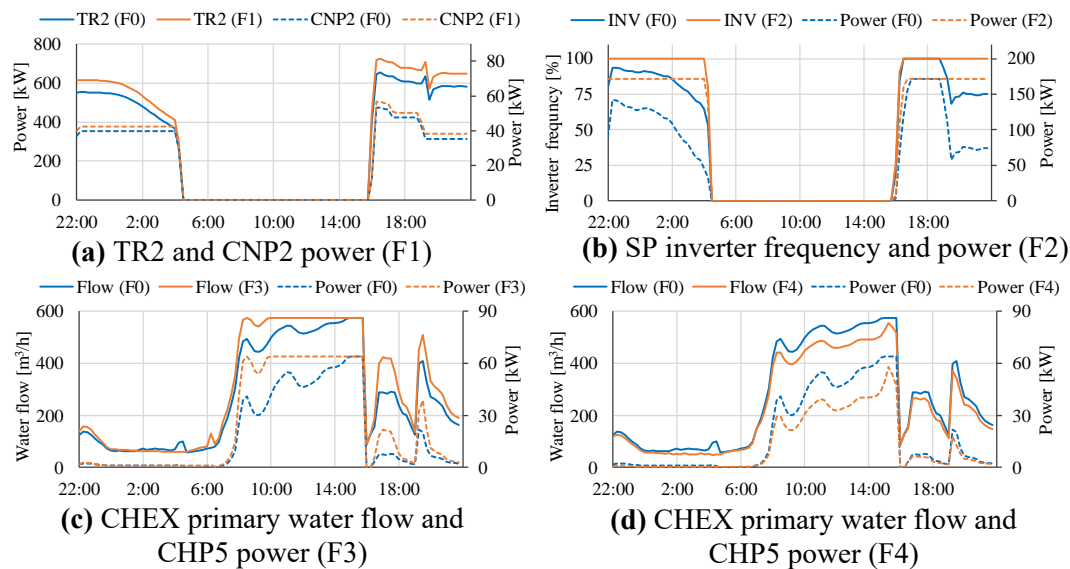 TR2 (F0) TR2 (F1) CNP2 (F0) CNP2 (F1)
Power [kW]
800
600
400
200
0
80
60
40
20
0
Power [kW]
22:00 2:00 6:00 10:00 14:00 18:00
(a) TR2 and CNP2 power (F1)
INV (F0) INV (F2) Power (F0) Power (F2)
Inverter frequncy [%]
100
75
50
25
0
200
150
100
50
0
Power [kW]
22:00 2:00 6:00 10:00 14:00 18:00
(b) SP inverter frequency and power (F2)
Flow (F0) Flow (F3) Power (F0) Power (F3)
Water flow [m³/h]
600
400
200
0
90
60
30
0
Power [kW]
22:00 2:00 6:00 10:00 14:00 18:00
(c) CHEX primary water flow and
CHP5 power (F3)
Flow (F0) Flow (F4) Power (F0) Power (F4)
Water flow [m³/h]
600
400
200
0
90
60
30
0
Power [kW]
22:00 2:00 6:00 10:00 14:00 18:00
(d) CHEX primary water flow and
CHP5 power (F4)